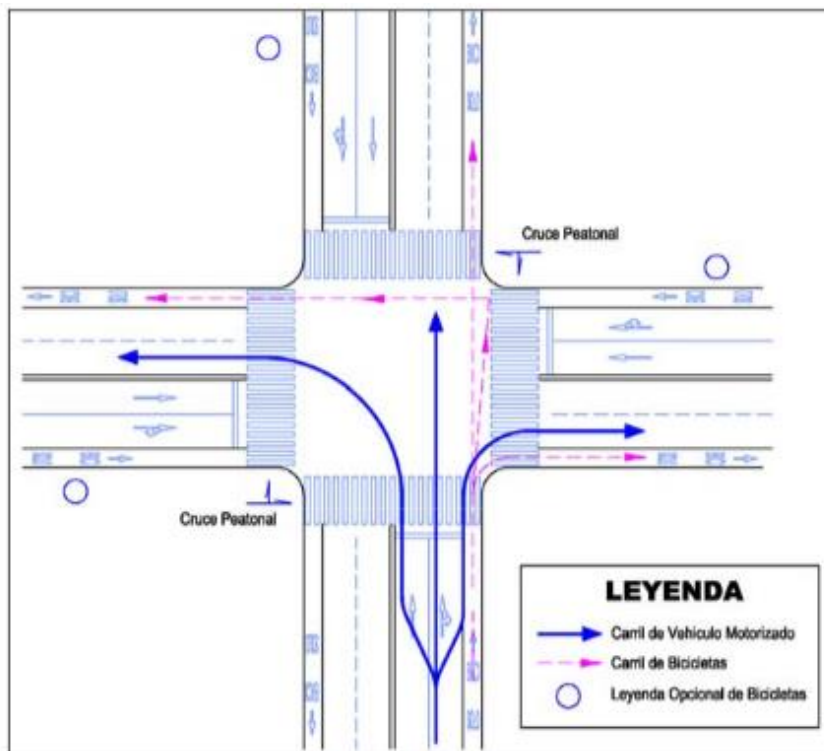 Cruce Peatonal
Cruce Peatonal
LEYENDA
Carril de Vehículo Motorizado
Carril de Bicicletas
Leyenda Opcional de Bicicletas